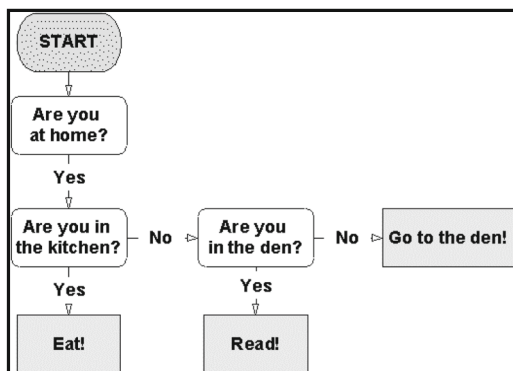 START
Are you
at home?
Yes
Are you in
the kitchen?
No
Are you
in the den?
No
Go to the den!
Yes
Yes
Eat!
Read!